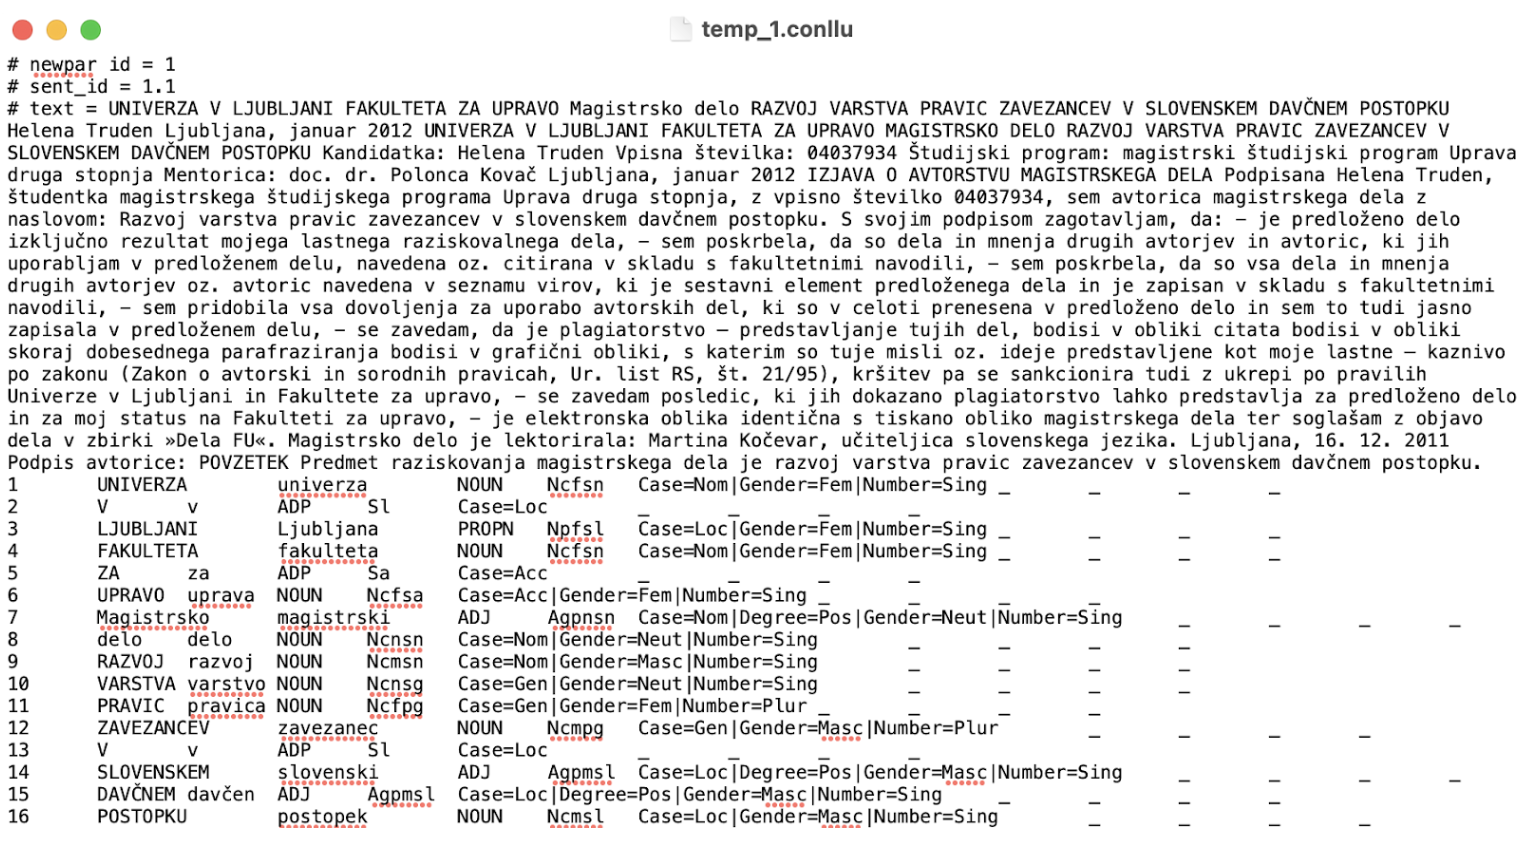 temp_1.conllu
# newpar id = 1
# sent_id = 1.1
# text = UNIVERZA V LJUBLJANI FAKULTETA ZA UPRAVO Magistrsko delo RAZVOJ VARSTVA PRAVIC ZAVEZANCEV V SLOVENSKEM DAVČNEM POSTOPKU
Helena Truden Ljubljana, januar 2012 UNIVERZA V LJUBLJANI FAKULTETA ZA UPRAVO MAGISTRSKO DELO RAZVOJ VARSTVA PRAVIC ZAVEZANCEV V
SLOVENSKEM DAVČNEM POSTOPKU Kandidatka: Helena Truden Vpisna številka: 04037934 Študijski program: magistrski študijski program Uprava
druga stopnja Mentorica: doc. dr. Polonca Kovač Ljubljana, januar 2012 IZJAVA O AVTORSTVU MAGISTRSKEGA DELA Podpisana Helena Truden,
študentka magistrskega študijskega programa Uprava druga stopnja, z vpisno številko 04037934, sem avtorica magistrskega dela z
naslovom: Razvoj varstva pravic zavezancev v slovenskem davčnem postopku. S svojim podpisom zagotavljam, da: – je predloženo delo
izključno rezultat mojega lastnega raziskovalnega dela, – sem poskrbela, da so dela in mnenja drugih avtorjev in avtoric, ki jih
uporabljam v predloženem delu, navedena oz. citirana v skladu s fakultetnimi navodili, – sem poskrbela, da so vsa dela in mnenja
drugih avtorjev oz. avtoric navedena v seznamu virov, ki je sestavni element predloženega dela in je zapisan v skladu s fakultetnimi
navodili, – sem pridobila vsa dovoljenja za uporabo avtorskih del, ki so v celoti prenesena v predloženo delo in sem to tudi jasno
zapisala v predloženem delu, – se zavedam, da je plagiatorstvo – predstavljanje tujih del, bodisi v obliki citata bodisi v obliki
skoraj dobesednega parafraziranja bodisi v grafični obliki, s katerim so tuje misli oz. ideje predstavljene kot moje lastne – kaznivo
po zakonu (Zakon o avtorski in sorodnih pravicah, Ur. list RS, št. 21/95), kršitev pa se sankcionira tudi z ukrepi po pravilih
Univerze v Ljubljani in Fakultete za upravo, – se zavedam posledic, ki jih dokazano plagiatorstvo lahko predstavlja za predloženo delo
in za moj status na Fakulteti za upravo, – je elektronska oblika identična s tiskano obliko magistrskega dela ter soglašam z objavo
dela v zbirki »Dela FU«. Magistrsko delo je lektorirala: Martina Kočevar, učiteljica slovenskega jezika. Ljubljana, 16. 12. 2011
Podpis avtorice: POVZETEK Predmet raziskovanja magistrskega dela je razvoj varstva pravic zavezancev v slovenskem davčnem postopku.
1 UNIVERZA univerza NOUN Ncfsn Case=Nom|Gender=Fem|Number=Sing _ _ _ _
2 V v ADP Sl Case=Loc _ _ _ _
3 LJUBLJANI Ljubljana PROPN Npfsl Case=Loc|Gender=Fem|Number=Sing _ _ _ _
4 FAKULTETA fakulteta NOUN Ncfsn Case=Nom|Gender=Fem|Number=Sing _ _ _ _
5 ZA za ADP Sa Case=Acc _ _ _ _
6 UPRAVO uprava NOUN Ncfsa Case=Acc|Gender=Fem|Number=Sing _ _ _ _
7 Magistrsko magistrski ADJ Agpnsn Case=Nom|Degree=Pos|Gender=Neut|Number=Sing _ _ _ _
8 delo delo NOUN Ncnsn Case=Nom|Gender=Neut|Number=Sing _ _ _ _
9 RAZVOJ razvoj NOUN Ncmsn Case=Nom|Gender=Masc|Number=Sing _ _ _ _
10 VARSTVA varstvo NOUN Ncnsg Case=Gen|Gender=Neut|Number=Sing _ _ _ _
11 PRAVIC pravica NOUN Ncfpg Case=Gen|Gender=Fem|Number=Plur _ _ _ _
12 ZAVEZANCEV zavezanec NOUN Ncmpg Case=Gen|Gender=Masc|Number=Plur _ _ _ _
13 V v ADP Sl Case=Loc _ _ _ _
14 SLOVENSKEM slovenski ADJ Agpmsl Case=Loc|Degree=Pos|Gender=Masc|Number=Sing _ _ _ _
15 DAVČNEM davčen ADJ Agpmsl Case=Loc|Degree=Pos|Gender=Masc|Number=Sing _ _ _ _
16 POSTOPKU postopek NOUN Ncmsl Case=Loc|Gender=Masc|Number=Sing _ _ _ _